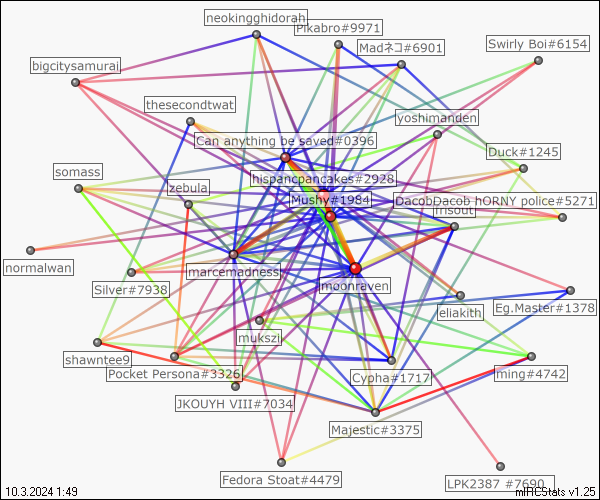 neokingghidorah
Pikabro#9971
Madネコ#6901
Swirly Boi#6154
bigcitysamurai
thesecondtwat
yoshimanden
Can anything be saved#0396
Duck#1245
somass
hispancpancakes#2928
zebula
Mushy#1984
DacobDacob hORNY police#5271
misout
normalwan
marcemadness
moonraven
Silver#7938
Eg.Master#1378
eliakith
mukszi
shawntee9
Pocket Persona#3326
Cypha#1717
ming#4742
JKOUYH VIII#7034
Majestic#3375
Fedora Stoat#4479
LPK2387 #7690
10.3.2024 1:49
mIRCStats v1.25